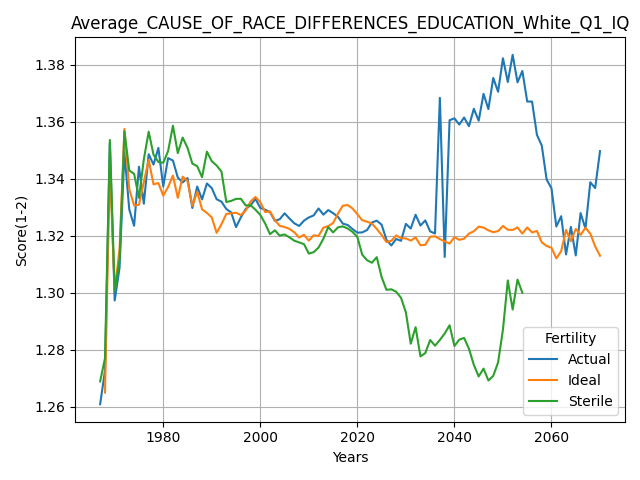 Average_CAUSE_OF_RACE_DIFFERENCES_EDUCATION_White_Q1_IQ
Score(1-2)
1.38
1.36
1.34
1.32
1.30
1.28
1.26
Fertility
Actual
Ideal
Sterile
1980
2000
2020
2040
2060
Years